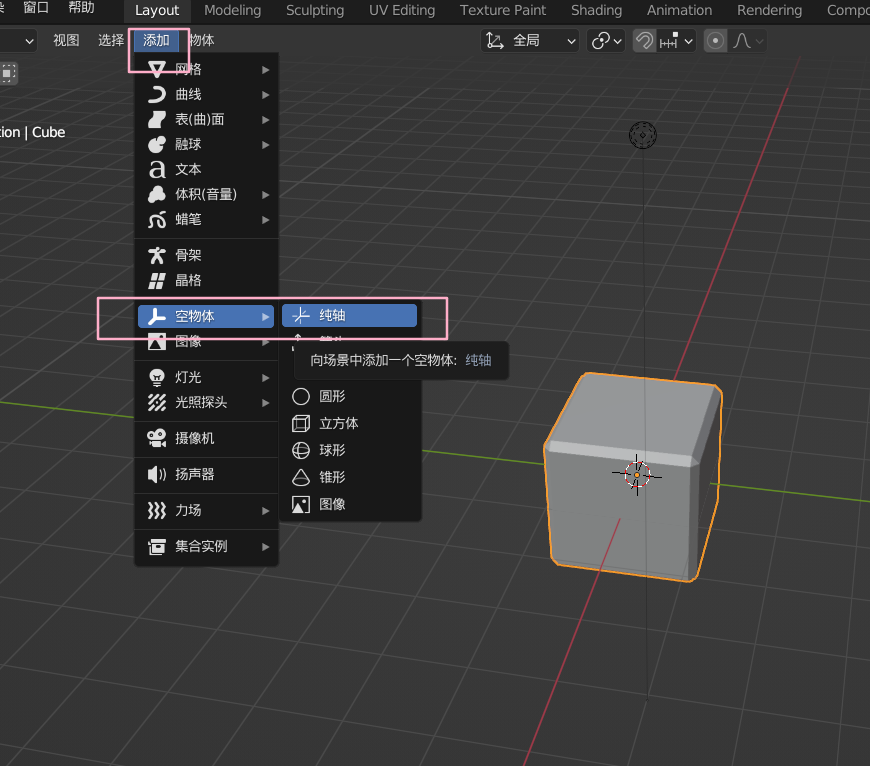 窗口 帮助 Layout Modeling Sculpting UV Editing Texture Paint Shading Animation Rendering Compo
视图 选择 添加 物体 全局
网格
曲线
表(曲)面
tion | Cube
融球
文本
体积(音量)
蜡笔
骨架
晶格
空物体 纯轴
图像
向场景中添加一个空物体: 纯轴
灯光
圆形
光照探头
立方体
摄像机
球形
扬声器
锥形
图像
力场
集合实例